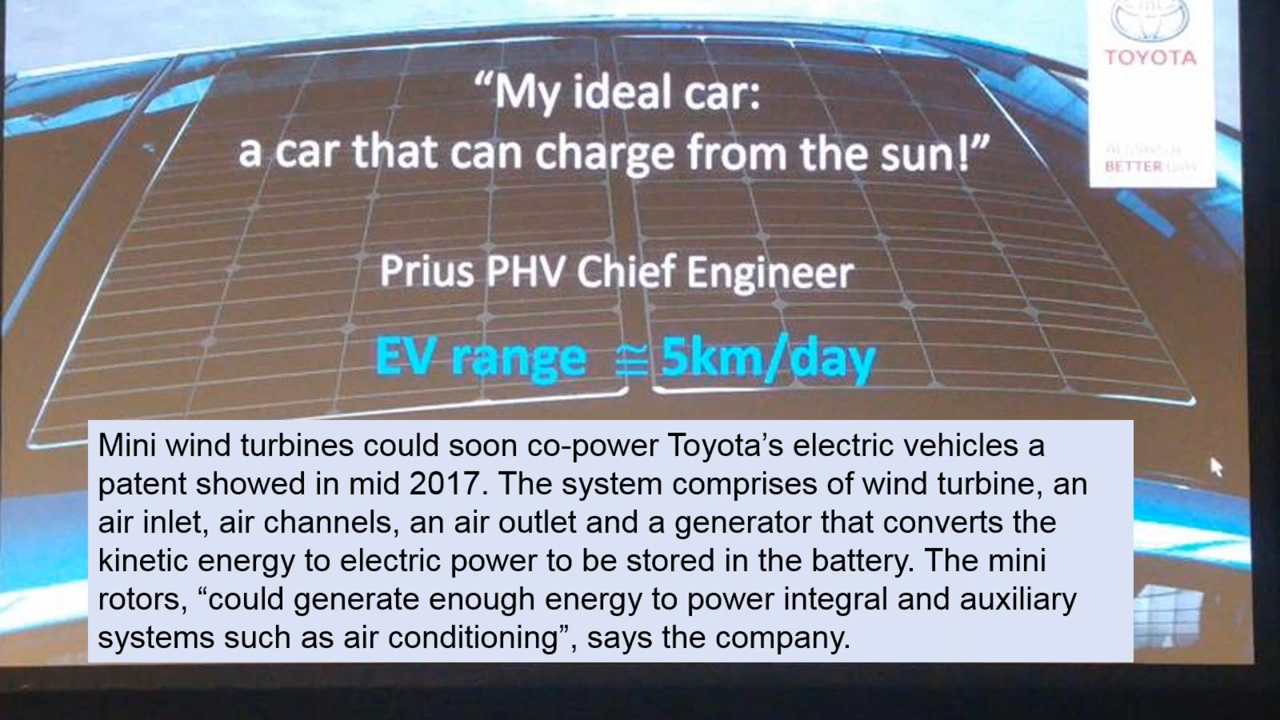 TOYOTA
“My ideal car:
a car that can charge from the sun!”
BETTER
Prius PHV Chief Engineer
EV range ≅ 5km/day
Mini wind turbines could soon co-power Toyota’s electric vehicles a
patent showed in mid 2017. The system comprises of wind turbine, an
air inlet, air channels, an air outlet and a generator that converts the
kinetic energy to electric power to be stored in the battery. The mini
rotors, “could generate enough energy to power integral and auxiliary
systems such as air conditioning”, says the company.